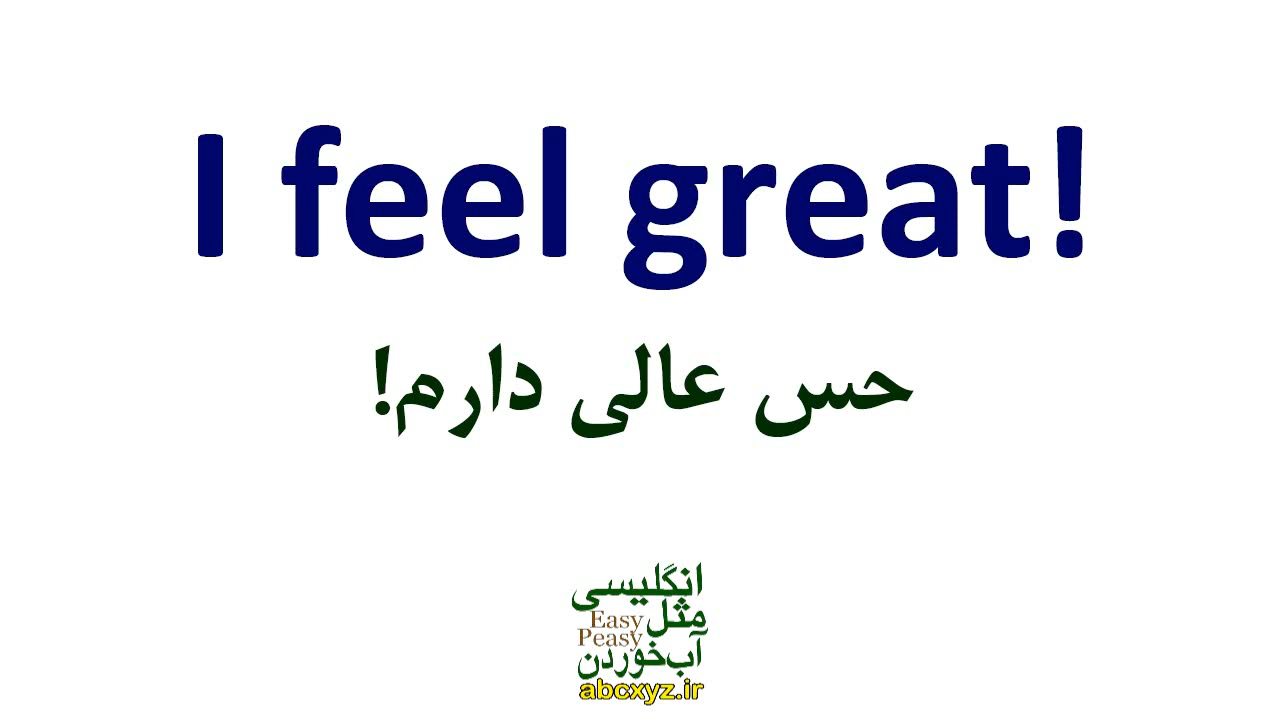 I feel great!
حس عالی دارم!
انگلیسی
مثل Easy
Peasy
آب‌خوردن
abcxyz.ir